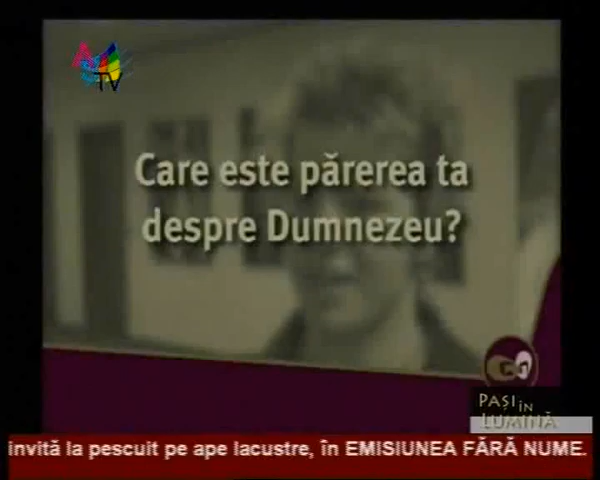 TV
Care este părerea ta
despre Dumnezeu?
PAȘI ÎN
LUMINĂ
invită la pescuit pe ape lacustre, în EMISIUNEA FĂRĂ NUME.